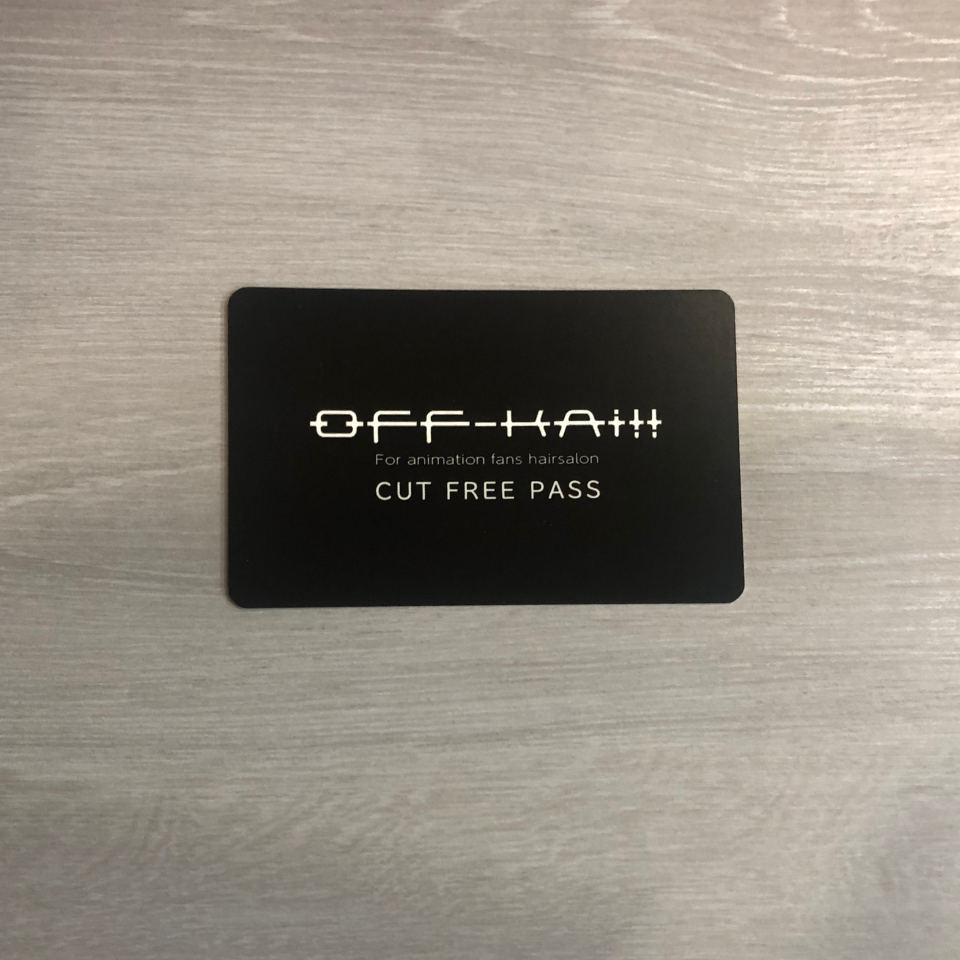 OFF-KAi!!
For animation fans hairsalon
CUT FREE PASS